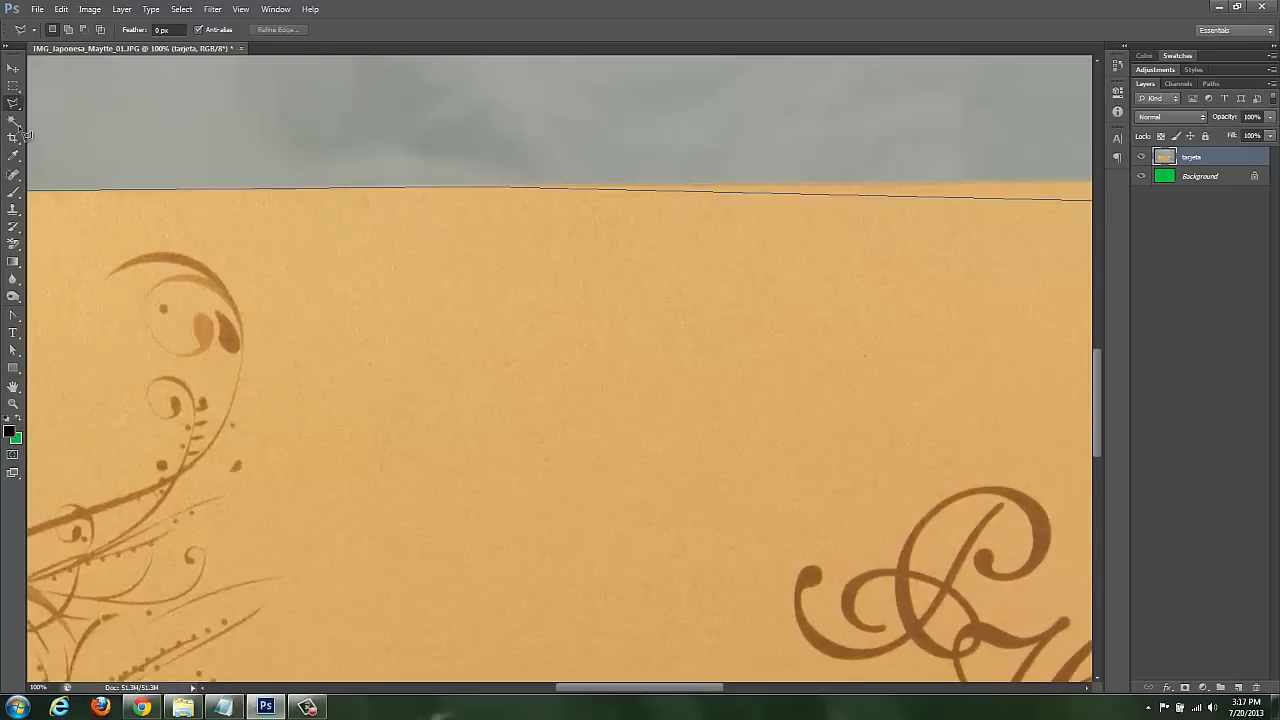 Ps File Edit Image Layer Type Select Filter View Window Help
Feather: 0 px Anti-alias Refine Edge... Essentials
IMG_Japonesa_Maytte_01.JPG @ 100% (tarjeta, RGB/8*) * ×
Color Swatches
Adjustments Styles
Layers Channels Paths
Kind
Normal Opacity: 100%
Lock: Fill: 100%
tarjeta
Background
100% Doc: 51.3M/51.3M
Ps
3:17 PM
7/20/2013